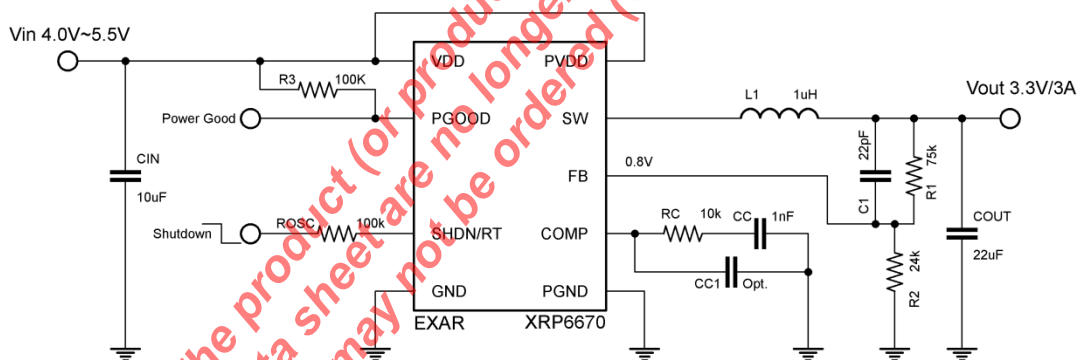 Vin 4.0V~5.5V
VDD
PVDD
R3
100K
Power Good
PGOOD
SW
L1
1uH
Vout 3.3V/3A
CIN
10uF
0.8V
FB
22pF
C1
75k
R1
Shutdown
ROSC
100k
SHDN/RT
COMP
RC
10k
CC
1nF
CC1
Opt.
COUT
22uF
24k
R2
GND
PGND
EXAR
XRP6670
The product (or produc
ta sheet are no longer
may not be ordered (